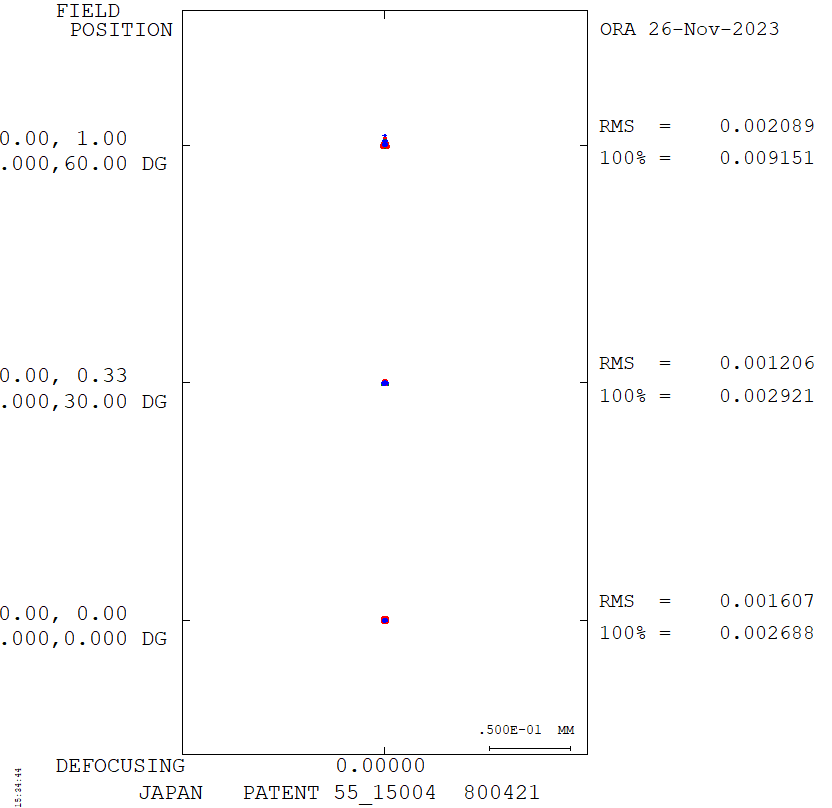 FIELD
POSITION
ORA 26-Nov-2023
0.00, 1.00
.000,60.00 DG
RMS = 0.002089
100% = 0.009151
0.00, 0.33
.000,30.00 DG
RMS = 0.001206
100% = 0.002921
0.00, 0.00
.000,0.000 DG
RMS = 0.001607
100% = 0.002688
.500E-01 MM
DEFOCUSING 0.00000
JAPAN PATENT 55_15004 800421
15:34:44